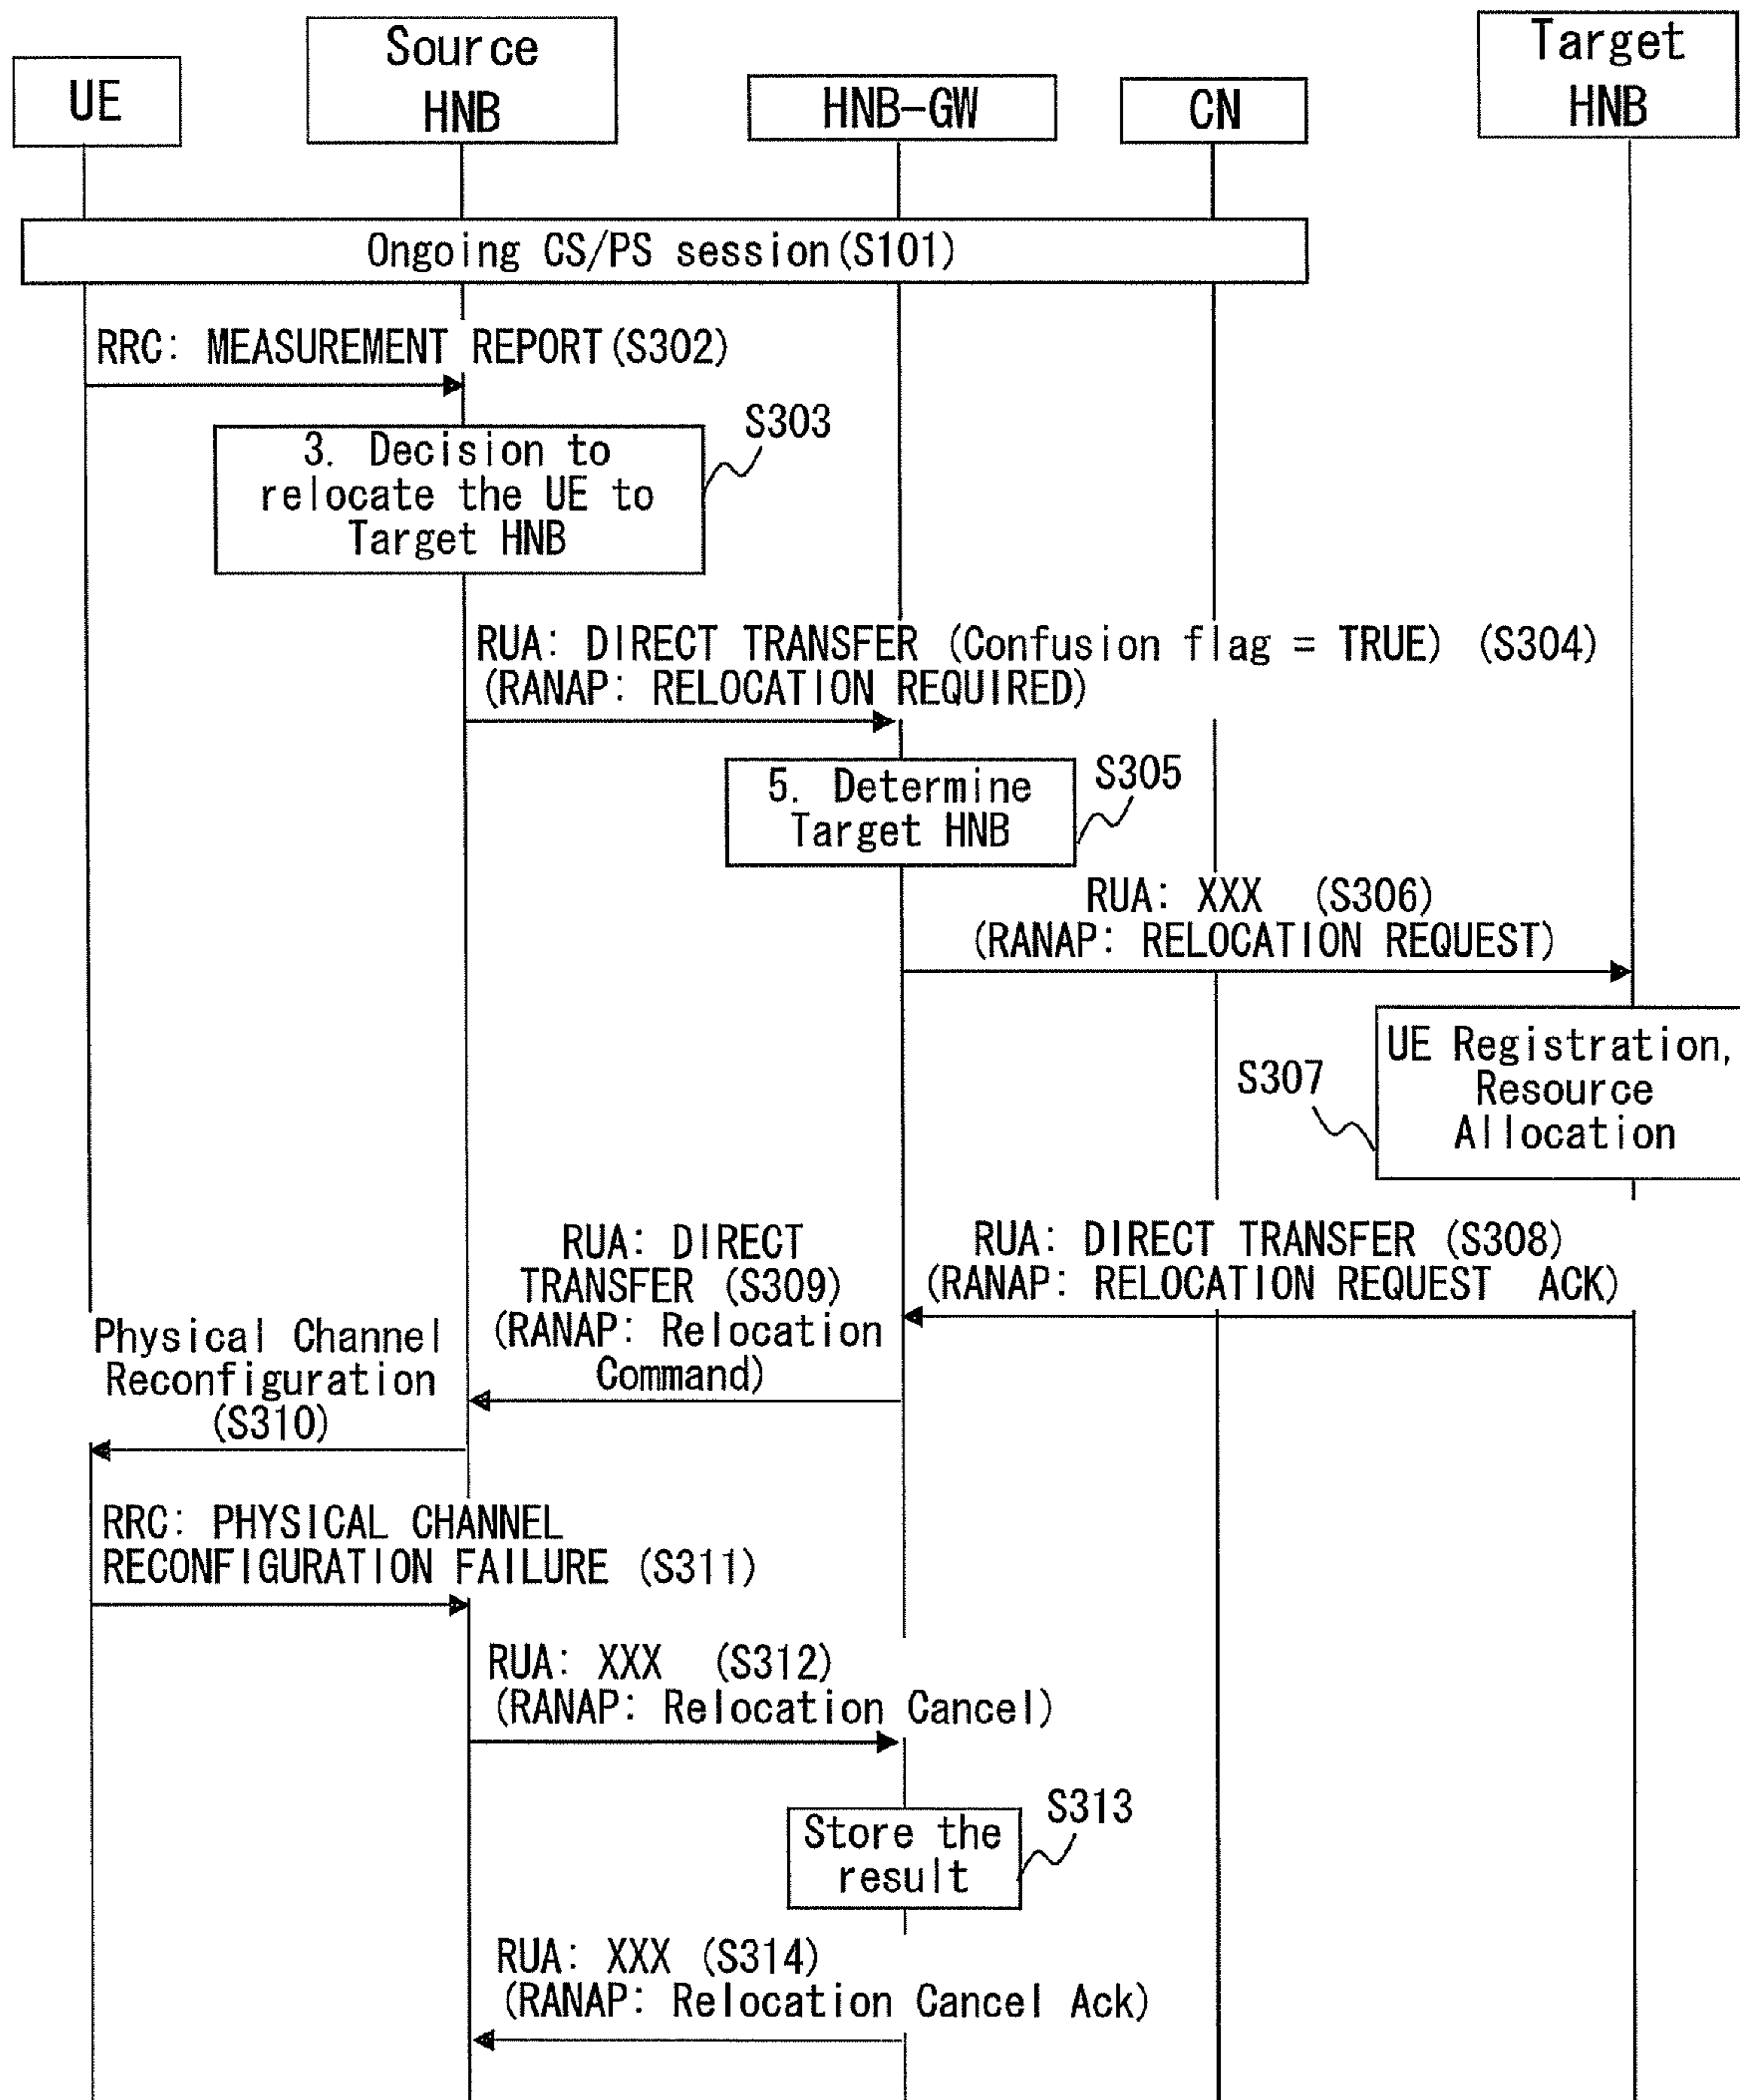 UE
Source
HNB
HNB-GW
CN
Target
HNB
Ongoing CS/PS session(S101)
RRC: MEASUREMENT REPORT(S302)
S303
3. Decision to
relocate the UE to
Target HNB
RUA: DIRECT TRANSFER (Confusion flag = TRUE) (S304)
(RANAP: RELOCATION REQUIRED)
S305
5. Determine
Target HNB
RUA: XXX (S306)
(RANAP: RELOCATION REQUEST)
S307
UE Registration,
Resource
Allocation
RUA: DIRECT TRANSFER (S308)
(RANAP: RELOCATION REQUEST ACK)
RUA: DIRECT
TRANSFER (S309)
(RANAP: Relocation
Command)
Physical Channel
Reconfiguration
(S310)
RRC: PHYSICAL CHANNEL
RECONFIGURATION FAILURE (S311)
RUA: XXX (S312)
(RANAP: Relocation Cancel)
S313
Store the
result
RUA: XXX (S314)
(RANAP: Relocation Cancel Ack)